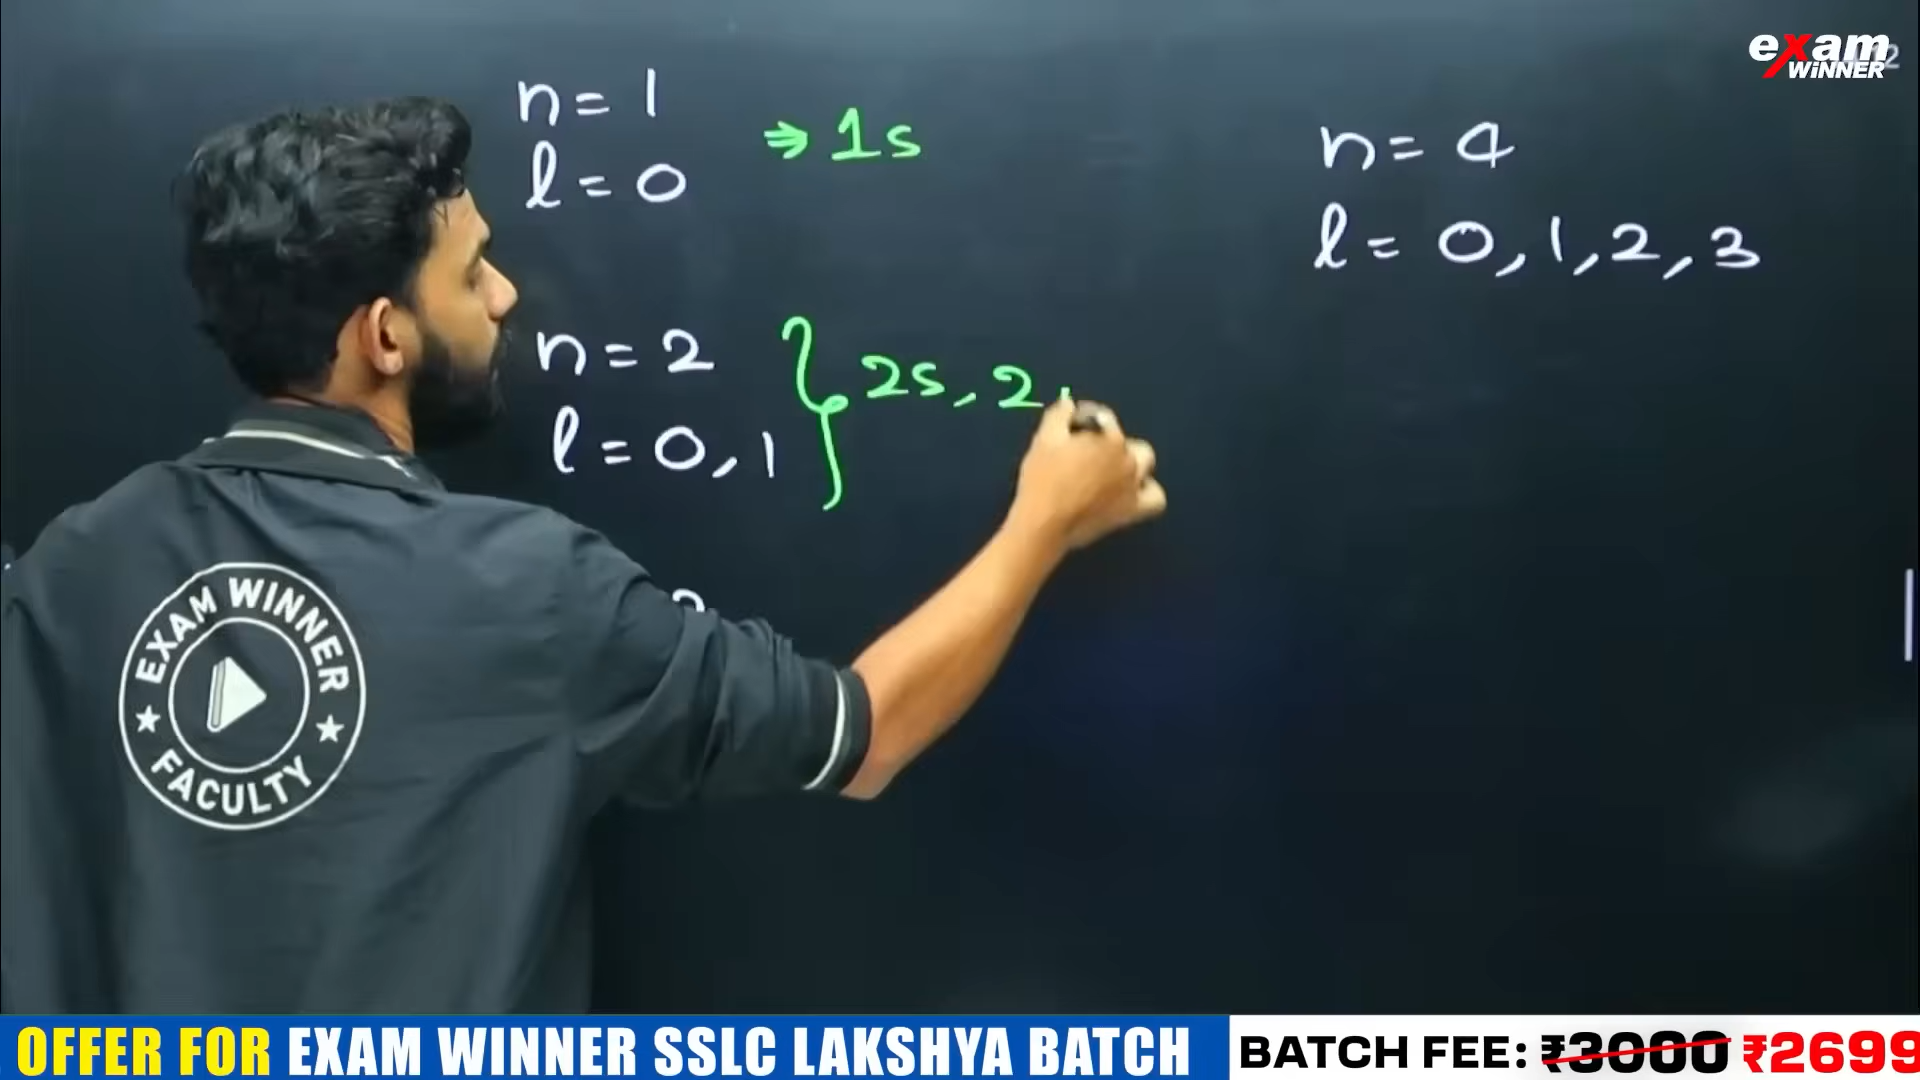 exam
WiNNER
n = 1
l = 0
⇒ 1s
n = 4
l = 0, 1, 2, 3
n = 2
l = 0, 1
2s, 2
EXAM WINNER
FACULTY
OFFER FOR EXAM WINNER SSLC LAKSHYA BATCH
BATCH FEE: ₹3000 ₹2699